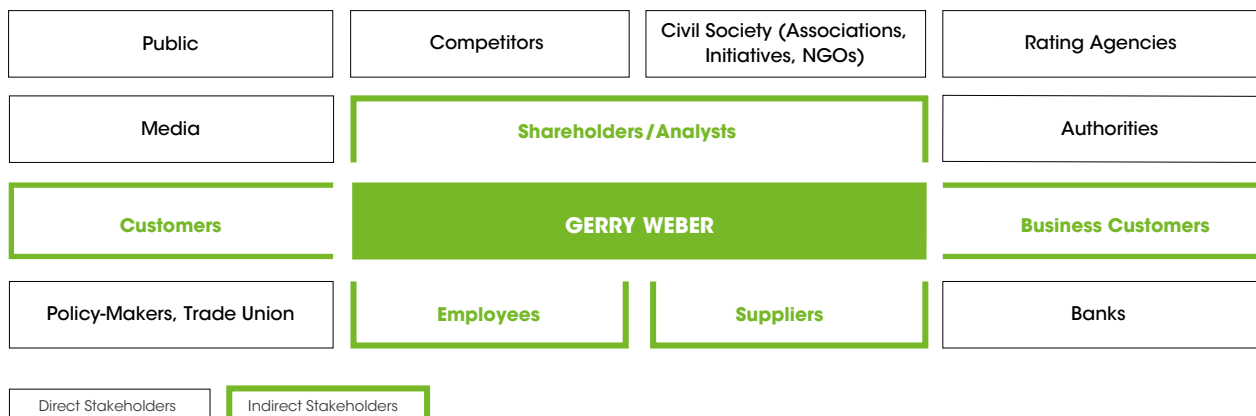 Public
Competitors
Civil Society (Associations,
Initiatives, NGOs)
Rating Agencies
Media
Shareholders/Analysts
Authorities
Customers
GERRY WEBER
Business Customers
Policy-Makers, Trade Union
Employees
Suppliers
Banks
Direct Stakeholders
Indirect Stakeholders